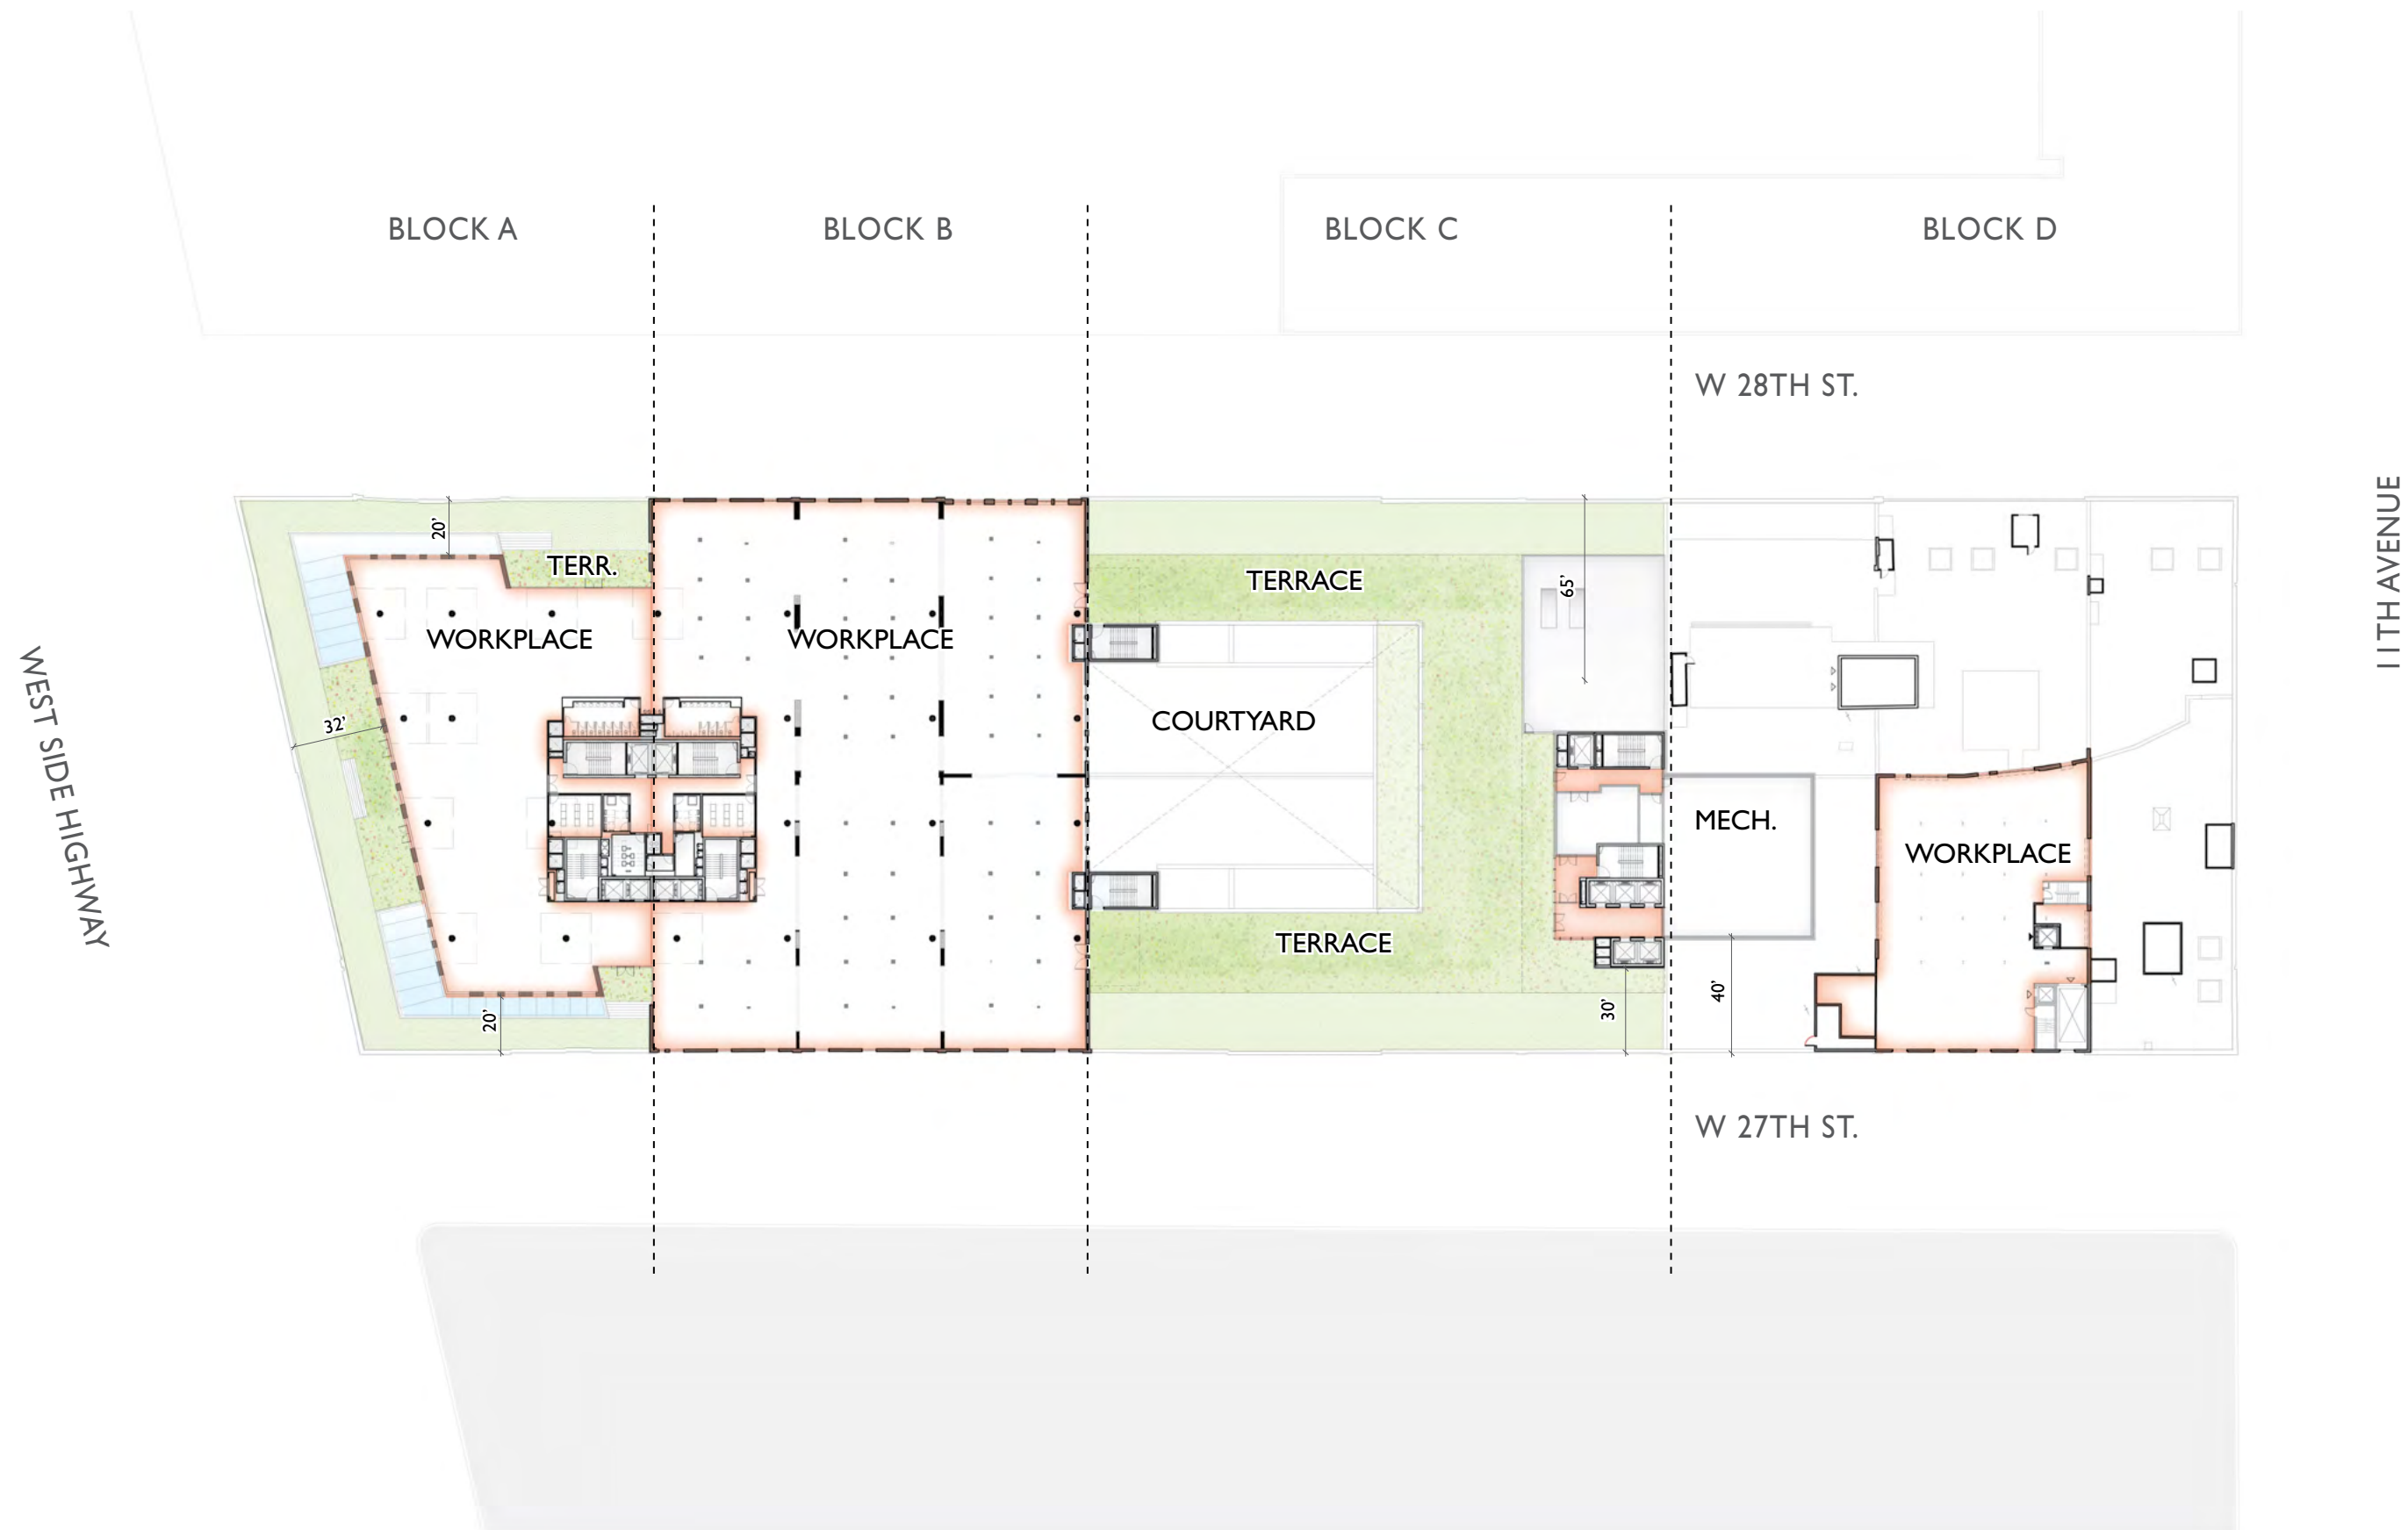 BLOCK A
BLOCK B
BLOCK C
BLOCK D
W 28TH ST.
11TH AVENUE
20'
TERR.
65'
TERRACE
WORKPLACE
WORKPLACE
WEST SIDE HIGHWAY
32'
COURTYARD
MECH.
WORKPLACE
TERRACE
40'
30'
20'
W 27TH ST.